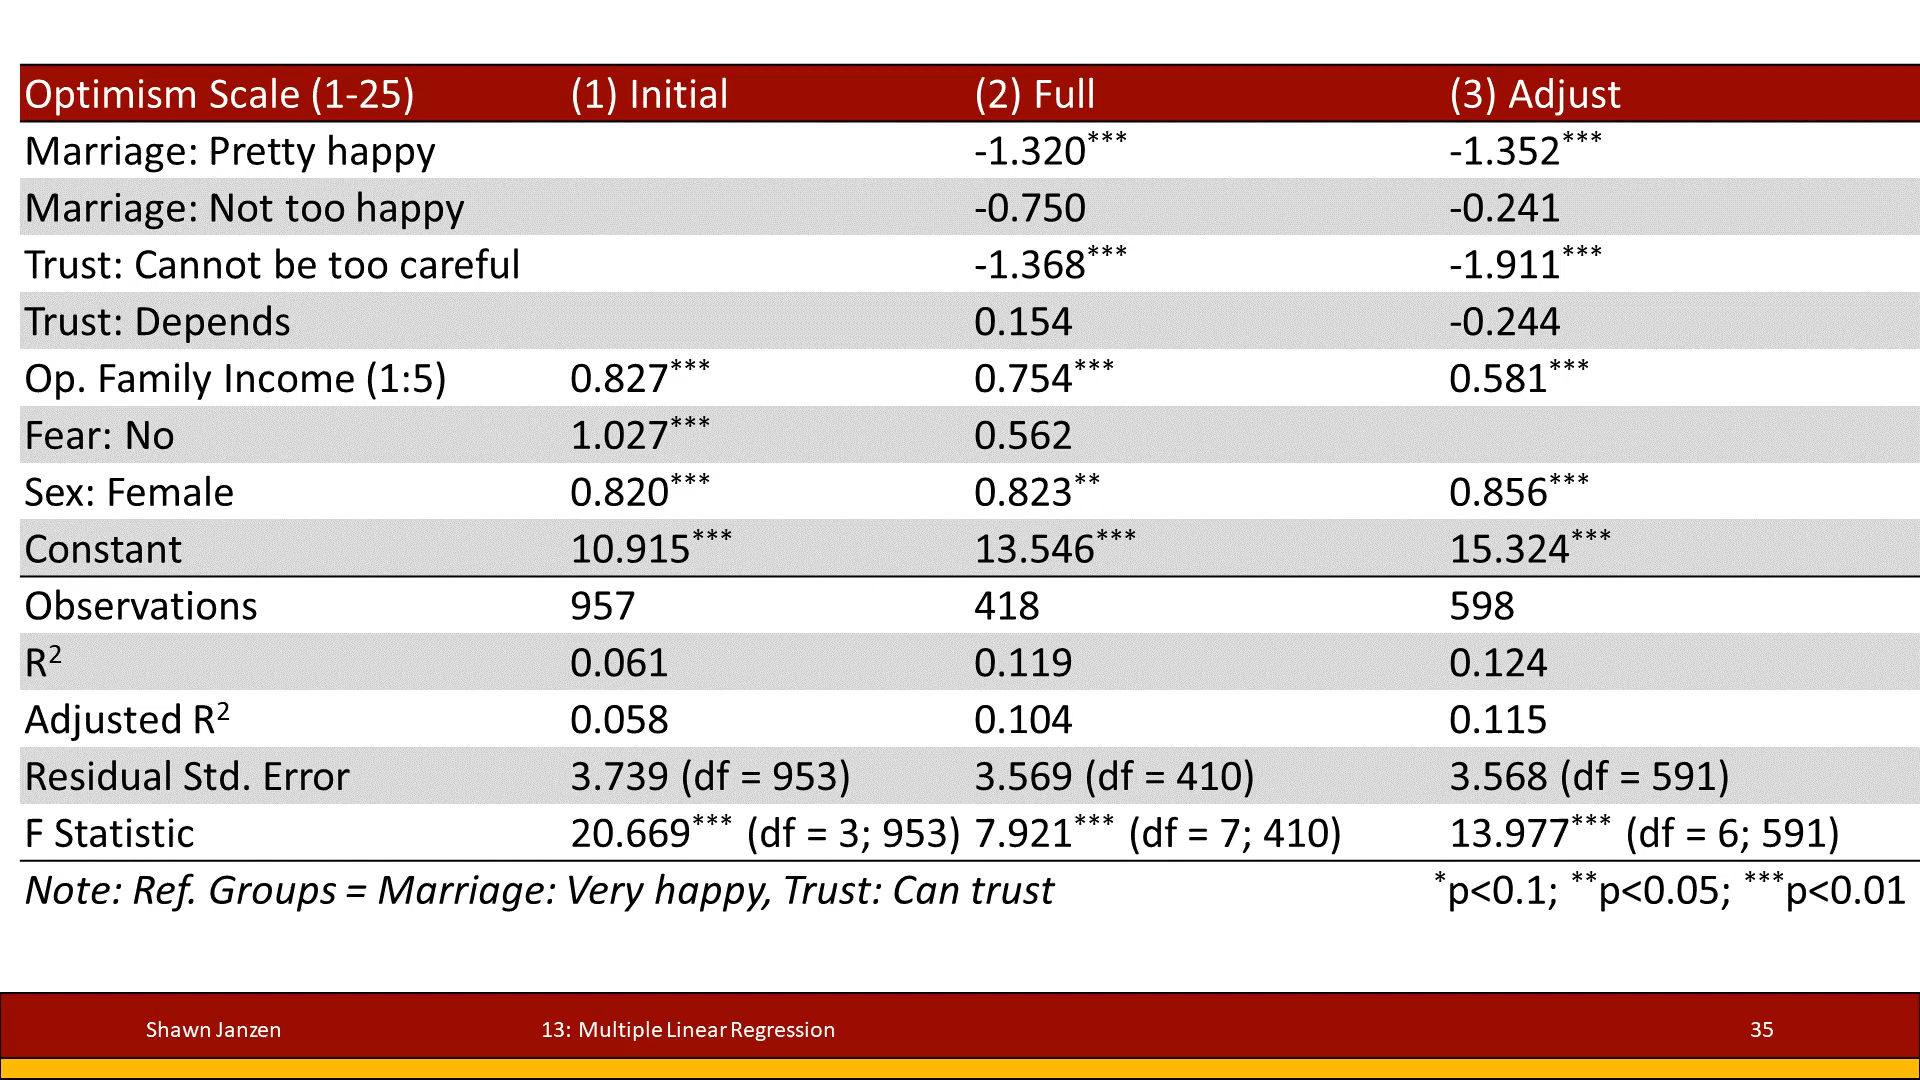 Optimism Scale (1-25) (1) Initial (2) Full (3) Adjust
Marriage: Pretty happy -1.320*** -1.352***
Marriage: Not too happy -0.750 -0.241
Trust: Cannot be too careful -1.368*** -1.911***
Trust: Depends 0.154 -0.244
Op. Family Income (1:5) 0.827*** 0.754*** 0.581***
Fear: No 1.027*** 0.562
Sex: Female 0.820*** 0.823** 0.856***
Constant 10.915*** 13.546*** 15.324***
Observations 957 418 598
R² 0.061 0.119 0.124
Adjusted R² 0.058 0.104 0.115
Residual Std. Error 3.739 (df = 953) 3.569 (df = 410) 3.568 (df = 591)
F Statistic 20.669*** (df = 3; 953) 7.921*** (df = 7; 410) 13.977*** (df = 6; 591)
Note: Ref. Groups = Marriage: Very happy, Trust: Can trust *p<0.1; **p<0.05; ***p<0.01
Shawn Janzen 13: Multiple Linear Regression 35